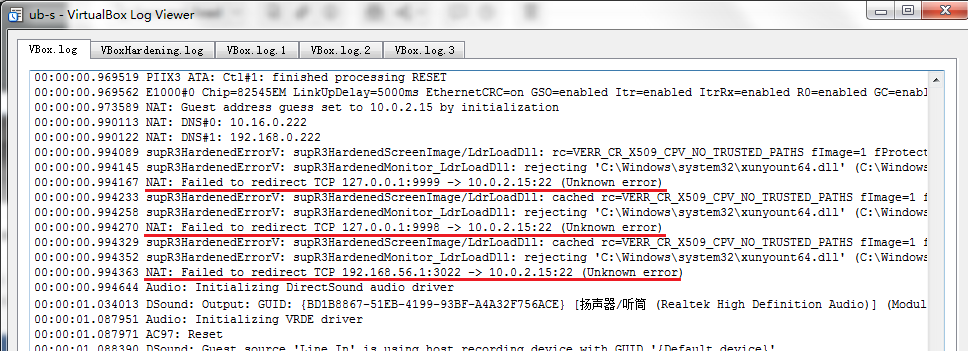 ub-s - VirtualBox Log Viewer
VBox.log VBoxHardening.log VBox.log.1 VBox.log.2 VBox.log.3
00:00:00.969519 PIIX3 ATA: Ctl#1: finished processing RESET
00:00:00.969562 E1000#0 Chip=82545EM LinkUpDelay=5000ms EthernetCRC=on GSO=enabled Itr=enabled ItrRx=enabled R0=enabled GC=enabl
00:00:00.973589 NAT: Guest address guess set to 10.0.2.15 by initialization
00:00:00.990113 NAT: DNS#0: 10.16.0.222
00:00:00.990122 NAT: DNS#1: 192.168.0.222
00:00:00.994089 supR3HardenedErrorV: supR3HardenedScreenImage/LdrLoadDll: rc=VERR_CR_X509_CPV_NO_TRUSTED_PATHS fImage=1 fProtect
00:00:00.994145 supR3HardenedErrorV: supR3HardenedMonitor_LdrLoadDll: rejecting 'C:\Windows\system32\xunyount64.dll' (C:\Windows
00:00:00.994167 NAT: Failed to redirect TCP 127.0.0.1:9999 -> 10.0.2.15:22 (Unknown error)
00:00:00.994233 supR3HardenedErrorV: supR3HardenedScreenImage/LdrLoadDll: cached rc=VERR_CR_X509_CPV_NO_TRUSTED_PATHS fImage=1 f
00:00:00.994258 supR3HardenedErrorV: supR3HardenedMonitor_LdrLoadDll: rejecting 'C:\Windows\system32\xunyount64.dll' (C:\Windows
00:00:00.994270 NAT: Failed to redirect TCP 127.0.0.1:9998 -> 10.0.2.15:22 (Unknown error)
00:00:00.994329 supR3HardenedErrorV: supR3HardenedScreenImage/LdrLoadDll: cached rc=VERR_CR_X509_CPV_NO_TRUSTED_PATHS fImage=1 f
00:00:00.994352 supR3HardenedErrorV: supR3HardenedMonitor_LdrLoadDll: rejecting 'C:\Windows\system32\xunyount64.dll' (C:\Windows
00:00:00.994363 NAT: Failed to redirect TCP 192.168.56.1:3022 -> 10.0.2.15:22 (Unknown error)
00:00:00.994644 Audio: Initializing DirectSound audio driver
00:00:01.034013 DSound: Output: GUID: {BD1B8867-51EB-4199-93BF-A4A32F756ACE} [扬声器/听筒 (Realtek High Definition Audio)] (Modul
00:00:01.087951 Audio: Initializing VRDE driver
00:00:01.087971 AC97: Reset
00:00:01.088390 DSound: Guest source 'Line In' is using host recording device with GUID '{Default device}'